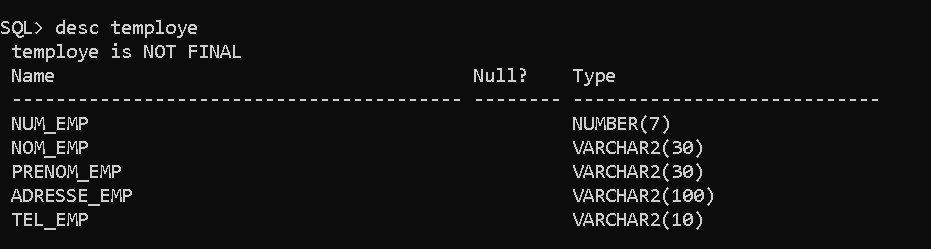 SQL> desc temploye
 temploye is NOT FINAL
 Name                                      Null?    Type
 ----------------------------------------- -------- ----------------------------
 NUM_EMP                                            NUMBER(7)
 NOM_EMP                                            VARCHAR2(30)
 PRENOM_EMP                                         VARCHAR2(30)
 ADRESSE_EMP                                        VARCHAR2(100)
 TEL_EMP                                            VARCHAR2(10)